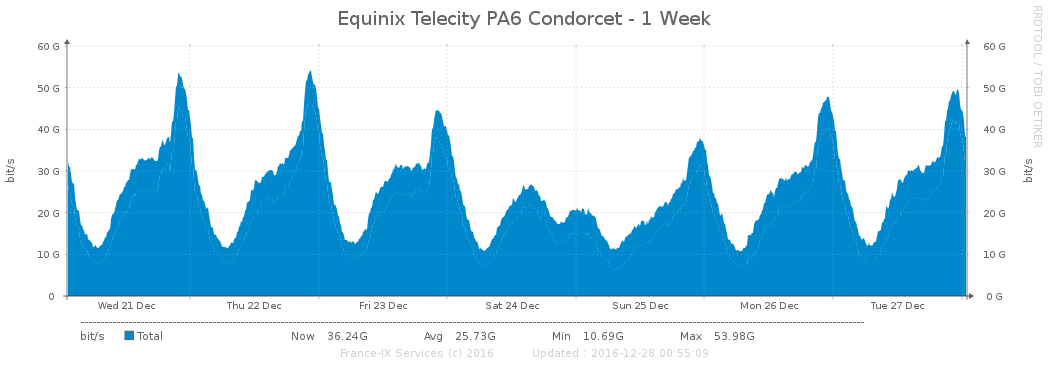 Equinix Telecity PA6 Condorcet - 1 Week
RRDTOOL / TOBI OETIKER
60 G 60 G
50 G 50 G
40 G 40 G
30 G 30 G
20 G 20 G
10 G 10 G
0 0 G
bit/s bit/s
Wed 21 Dec Thu 22 Dec Fri 23 Dec Sat 24 Dec Sun 25 Dec Mon 26 Dec Tue 27 Dec
bit/s Total Now 36.24G Avg 25.73G Min 10.69G Max 53.98G
France-IX Services (c) 2016 Updated : 2016-12-28 00:55:09